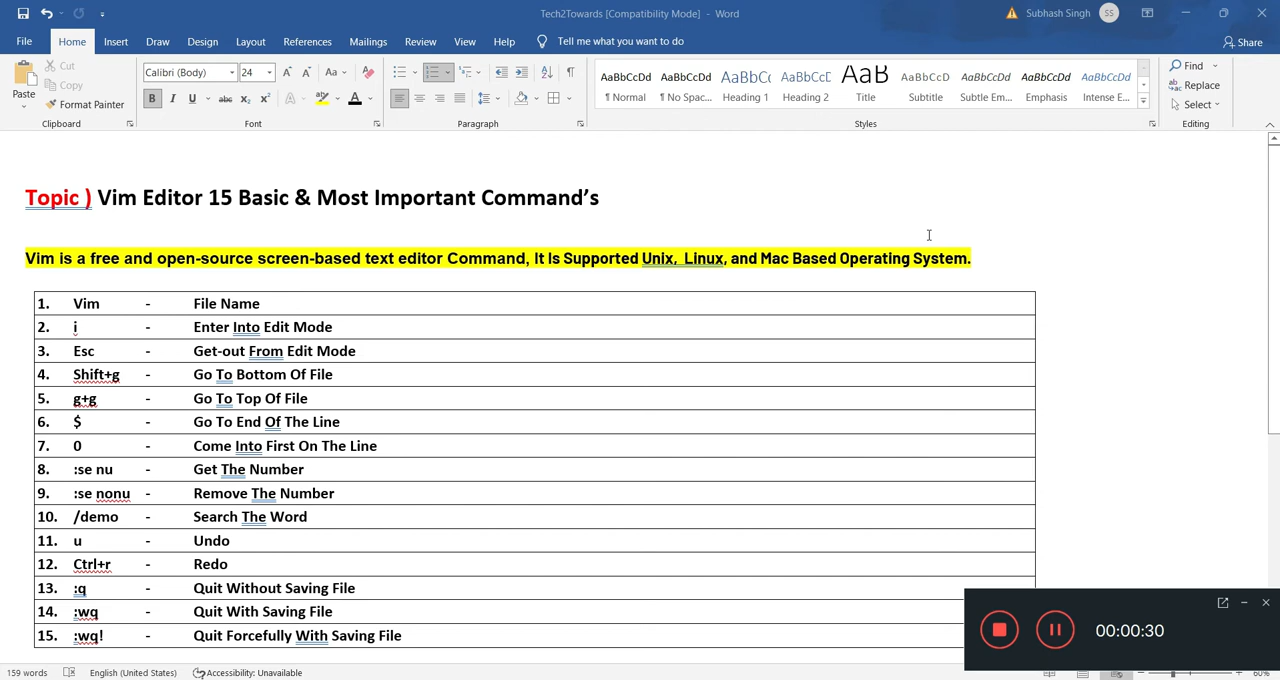 Tech2Towards [Compatibility Mode] - Word
Subhash Singh SS
File Home Insert Draw Design Layout References Mailings Review View Help Tell me what you want to do Share
Paste
Cut
Copy
Format Painter
Clipboard
Calibri (Body) 24
Aa
B I U abc x₂ x²
Font
Paragraph
AaBbCcDd AaBbCcDd AaBbC( AaBbCcD AaB AaBbCcD AaBbCcDd AaBbCcDd AaBbCcDd
¶ Normal ¶ No Spac... Heading 1 Heading 2 Title Subtitle Subtle Em... Emphasis Intense E...
Styles
Find
Replace
Select
Editing
Topic ) Vim Editor 15 Basic & Most Important Command’s
Vim is a free and open-source screen-based text editor Command, It Is Supported Unix, Linux, and Mac Based Operating System.
1. Vim - File Name
2. i - Enter Into Edit Mode
3. Esc - Get-out From Edit Mode
4. Shift+g - Go To Bottom Of File
5. g+g - Go To Top Of File
6. $ - Go To End Of The Line
7. 0 - Come Into First On The Line
8. :se nu - Get The Number
9. :se nonu - Remove The Number
10. /demo - Search The Word
11. u - Undo
12. Ctrl+r - Redo
13. :q - Quit Without Saving File
14. :wq - Quit With Saving File
15. :wq! - Quit Forcefully With Saving File
00:00:30
159 words English (United States) Accessibility: Unavailable 60%